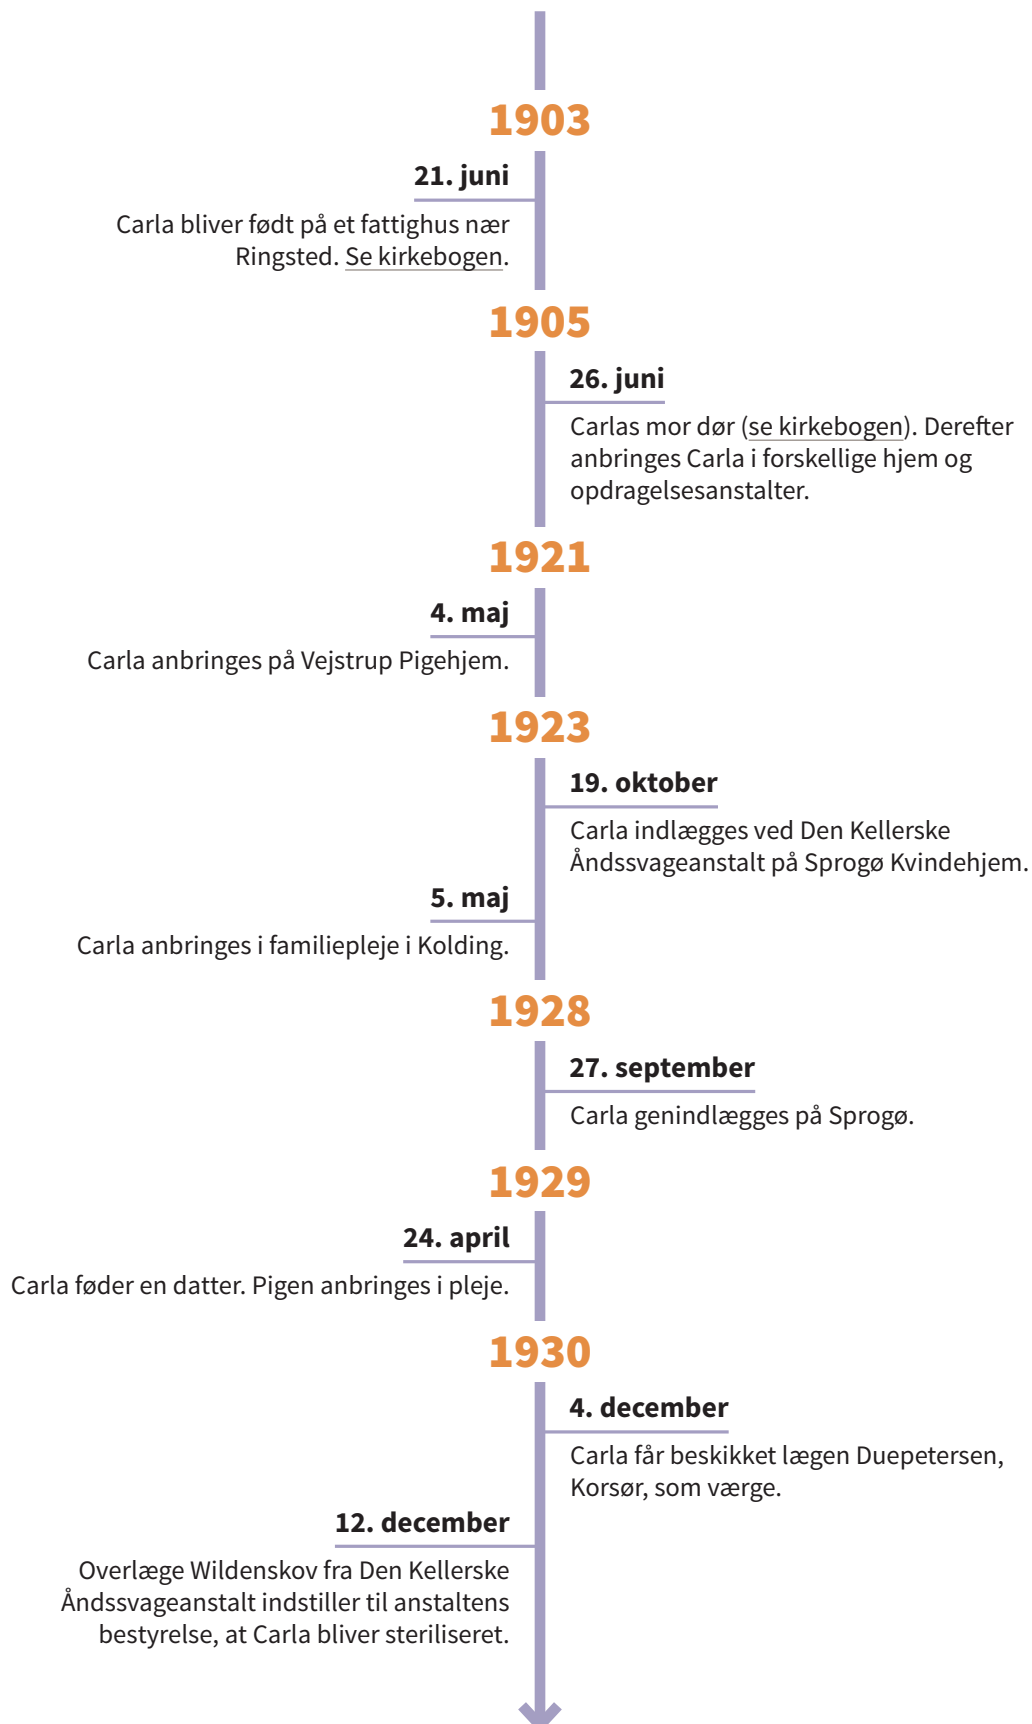 1903
21. juni
Carla bliver født på et fattighus nær
Ringsted. Se kirkebogen.
1905
26. juni
Carlas mor dør (se kirkebogen). Derefter
anbringes Carla i forskellige hjem og
opdragelsesanstalter.
1921
4. maj
Carla anbringes på Vejstrup Pigehjem.
1923
19. oktober
Carla indlægges ved Den Kellerske
Åndssvageanstalt på Sprogø Kvindehjem.
5. maj
Carla anbringes i familiepleje i Kolding.
1928
27. september
Carla genindlægges på Sprogø.
1929
24. april
Carla føder en datter. Pigen anbringes i pleje.
1930
4. december
Carla får beskikket lægen Duepetersen,
Korsør, som værge.
12. december
Overlæge Wildenskov fra Den Kellerske
Åndssvageanstalt indstiller til anstaltens
bestyrelse, at Carla bliver steriliseret.